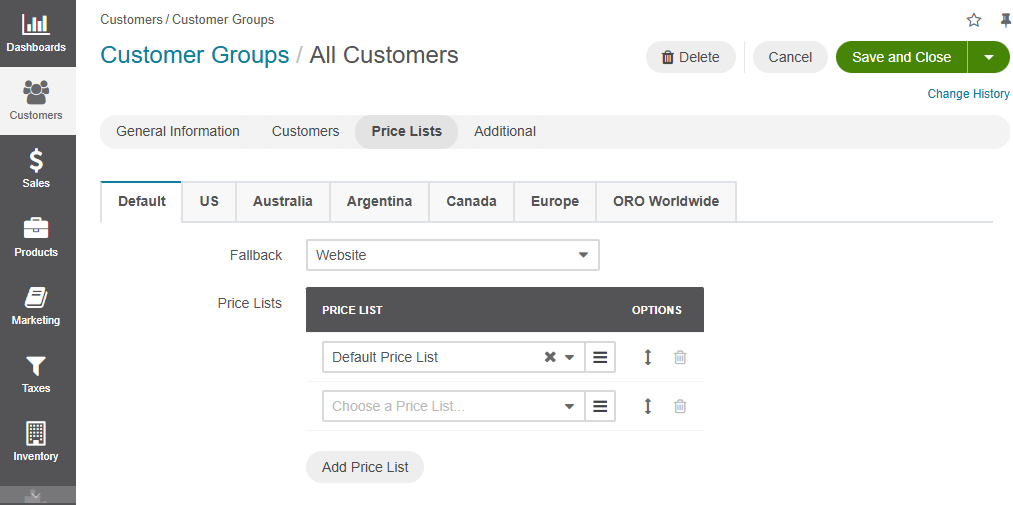 Dashboards
Customers
Sales
Products
Marketing
Taxes
Inventory
Customers / Customer Groups
Customer Groups / All Customers
Delete
Cancel
Save and Close
Change History
General Information
Customers
Price Lists
Additional
Default
US
Australia
Argentina
Canada
Europe
ORO Worldwide
Fallback
Website
Price Lists
PRICE LIST
OPTIONS
Default Price List
Choose a Price List...
Add Price List